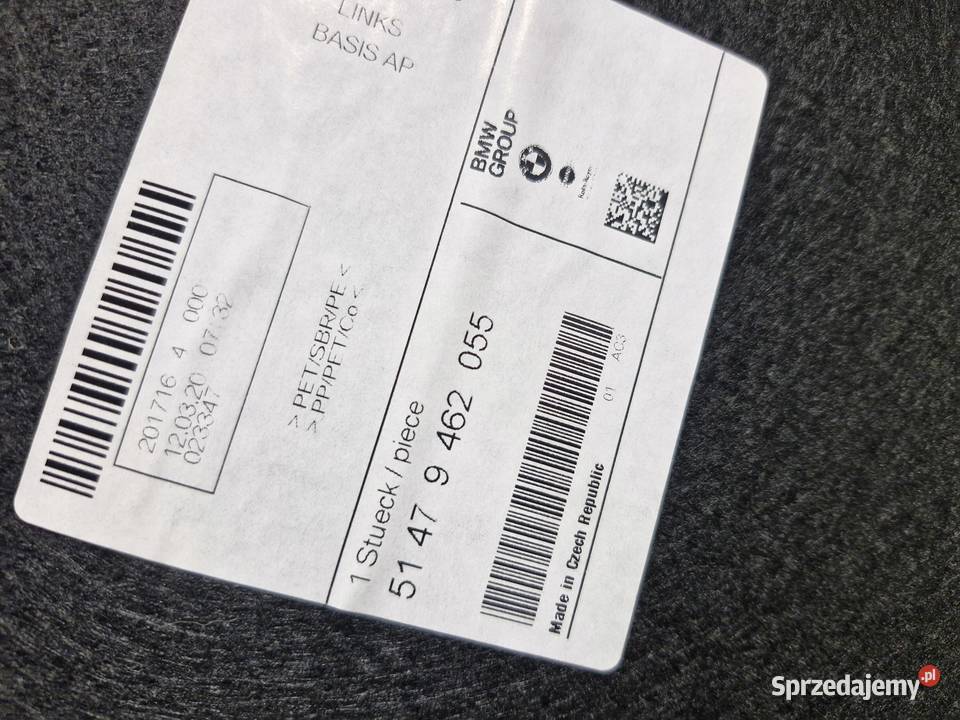 LINKS
BASIS AP
201716 4 000
12.03.20 07:32
023347
> PET/SBR/PE <
> PP/PET/Co <
1 Stueck / piece
51 47 9 462 055
BMW
GROUP
01 AC3
Made in Czech Republic
Sprzedajemy.pl